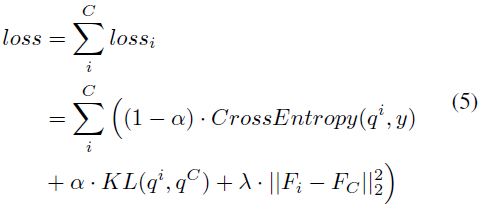 loss = \sum_{i}^{C} loss_i
= \sum_{i}^{C} \Big( (1 - \alpha) \cdot CrossEntropy(q^i, y) (5)
+ \alpha \cdot KL(q^i, q^C) + \lambda \cdot ||F_i - F_C||_2^2 \Big)